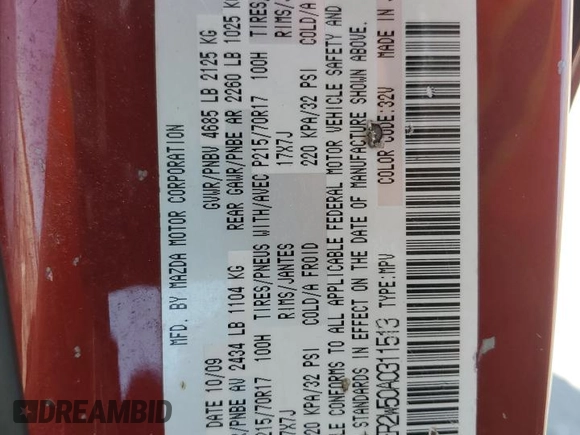 MFD. BY MAZDA MOTOR CORPORATION
DATE 10/09 GVWR/PNBV 4685 LB 2125 KG
/PNBE AV 2434 LB 1104 KG REAR GAWR/PNBE AR 2260 LB 1025 KG
P215/70R17 100H TIRES/PNEUS WITH/AVEC P215/70R17 100H TIRES/
17X7J RIMS/JANTES 17X7J RIMS/
220 KPA/32 PSI COLD/A FROID 220 KPA/32 PSI COLD/A
CONFORMS TO ALL APPLICABLE FEDERAL MOTOR VEHICLE SAFETY AND
STANDARDS IN EFFECT ON THE DATE OF MANUFACTURE SHOWN ABOVE.
2W50A0311513 TYPE: MPV COLOR CODE: 32V MADE IN
DREAMBID